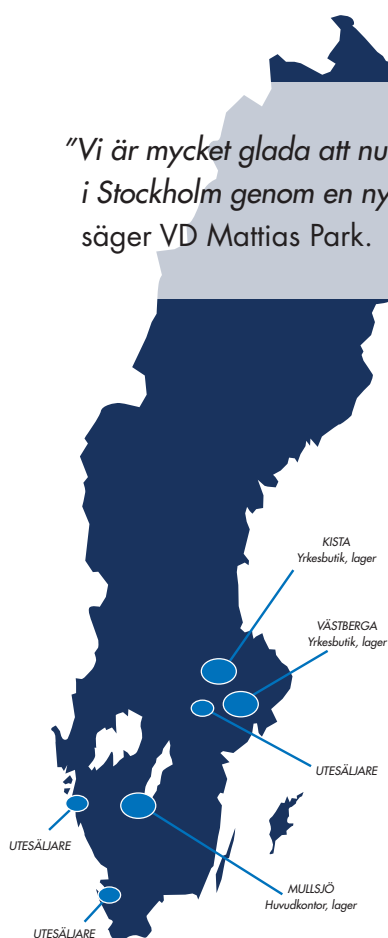 ”Vi är mycket glada att nu
i Stockholm genom en ny
säger VD Mattias Park.
KISTA
Yrkesbutik, lager
VÄSTBERGA
Yrkesbutik, lager
UTESÄLJARE
UTESÄLJARE
MULLSJÖ
Huvudkontor, lager
UTESÄLJARE